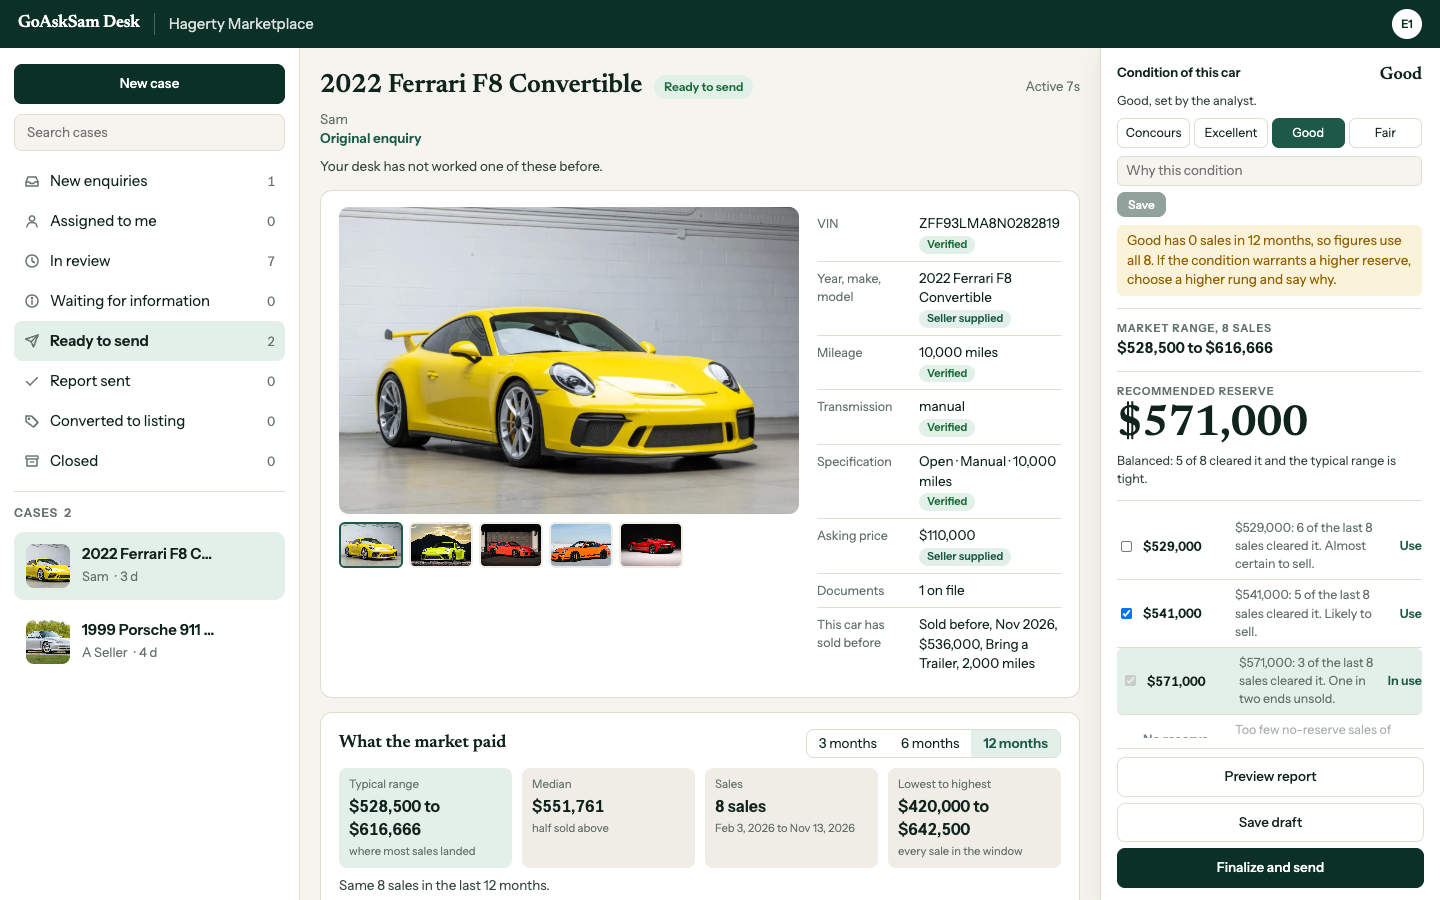 GoAskSam Desk
Hagerty Marketplace
E1
New case
Search cases
New enquiries 1
Assigned to me 0
In review 7
Waiting for information 0
Ready to send 2
Report sent 0
Converted to listing 0
Closed 0
CASES 2
2022 Ferrari F8 C...
Sam · 3 d
1999 Porsche 911 ...
A Seller · 4 d
2022 Ferrari F8 Convertible
Ready to send
Active 7s
Sam
Original enquiry
Your desk has not worked one of these before.
VIN
ZFF93LMA8N0282819
Verified
Year, make,
model
2022 Ferrari F8
Convertible
Seller supplied
Mileage
10,000 miles
Verified
Transmission
manual
Verified
Specification
Open · Manual · 10,000
miles
Verified
Asking price
$110,000
Seller supplied
Documents
1 on file
This car has
sold before
Sold before, Nov 2026,
$536,000, Bring a
Trailer, 2,000 miles
What the market paid
3 months
6 months
12 months
Typical range
$528,500 to
$616,666
where most sales landed
Median
$551,761
half sold above
Sales
8 sales
Feb 3, 2026 to Nov 13, 2026
Lowest to highest
$420,000 to
$642,500
every sale in the window
Same 8 sales in the last 12 months.
Condition of this car
Good
Good, set by the analyst.
Concours
Excellent
Good
Fair
Why this condition
Save
Good has 0 sales in 12 months, so figures use
all 8. If the condition warrants a higher reserve,
choose a higher rung and say why.
MARKET RANGE, 8 SALES
$528,500 to $616,666
RECOMMENDED RESERVE
$571,000
Balanced: 5 of 8 cleared it and the typical range is
tight.
$529,000
$529,000: 6 of the last 8
sales cleared it. Almost
certain to sell.
Use
$541,000
$541,000: 5 of the last 8
sales cleared it. Likely to
sell.
Use
$571,000
$571,000: 3 of the last 8
sales cleared it. One in
two ends unsold.
In use
Too few no-reserve sales of
No reserve
Preview report
Save draft
Finalize and send